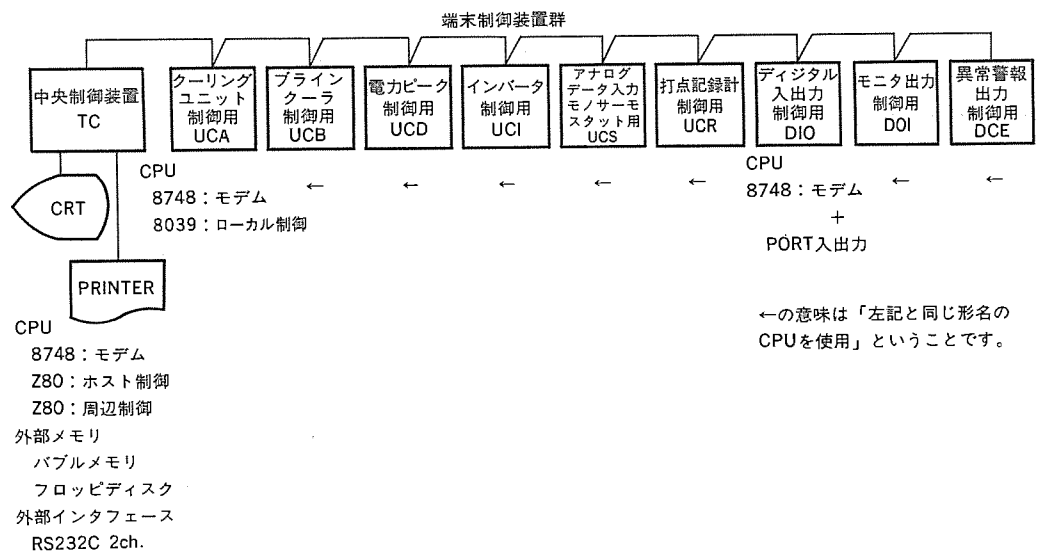 端末制御装置群
中央制御装置
TC
クーリング
ユニット
制御用
UCA
ブライン
クーラ
制御用
UCB
電力ピーク
制御用
UCD
インバータ
制御用
UCI
アナログ
データ入力
モノサーモ
スタット用
UCS
打点記録計
制御用
UCR
ディジタル
入出力
制御用
DIO
モニタ出力
制御用
DOI
異常警報
出力
制御用
DCE
CRT
PRINTER
CPU
8748：モデム
8039：ローカル制御
← ← ← ← ←
CPU
8748：モデム
+
PORT入出力
← ←
←の意味は「左記と同じ形名の
CPUを使用」ということです。
CPU
8748：モデム
Z80：ホスト制御
Z80：周辺制御
外部メモリ
バブルメモリ
フロッピディスク
外部インタフェース
RS232C 2ch.